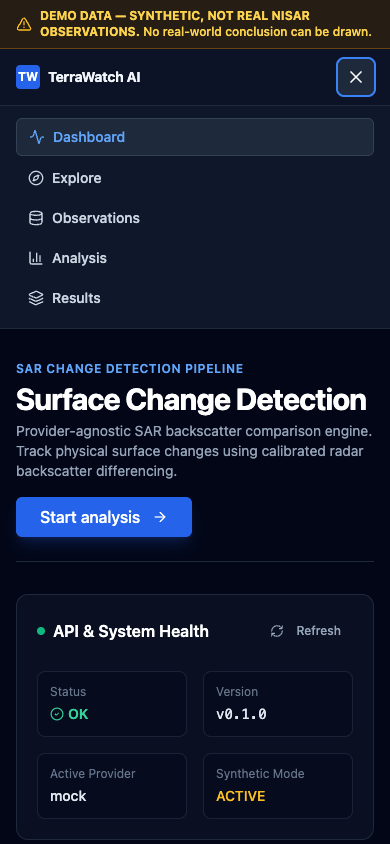 DEMO DATA — SYNTHETIC, NOT REAL NISAR
OBSERVATIONS. No real-world conclusion can be drawn.
TW TerraWatch AI
Dashboard
Explore
Observations
Analysis
Results
SAR CHANGE DETECTION PIPELINE
Surface Change Detection
Provider-agnostic SAR backscatter comparison engine.
Track physical surface changes using calibrated radar
backscatter differencing.
Start analysis
API & System Health
Refresh
Status
OK
Version
v0.1.0
Active Provider
mock
Synthetic Mode
ACTIVE